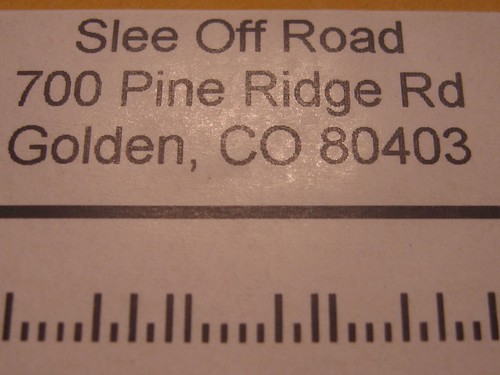 Slee Off Road
700 Pine Ridge Rd
Golden, CO 80403